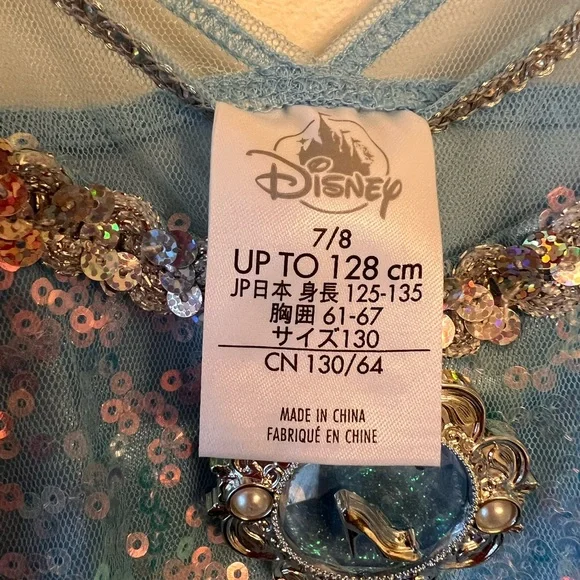 Disney
7/8
UP TO 128 cm
JP日本 身長 125-135
胸囲 61-67
サイズ130
CN 130/64
MADE IN CHINA
FABRIQUÉ EN CHINE